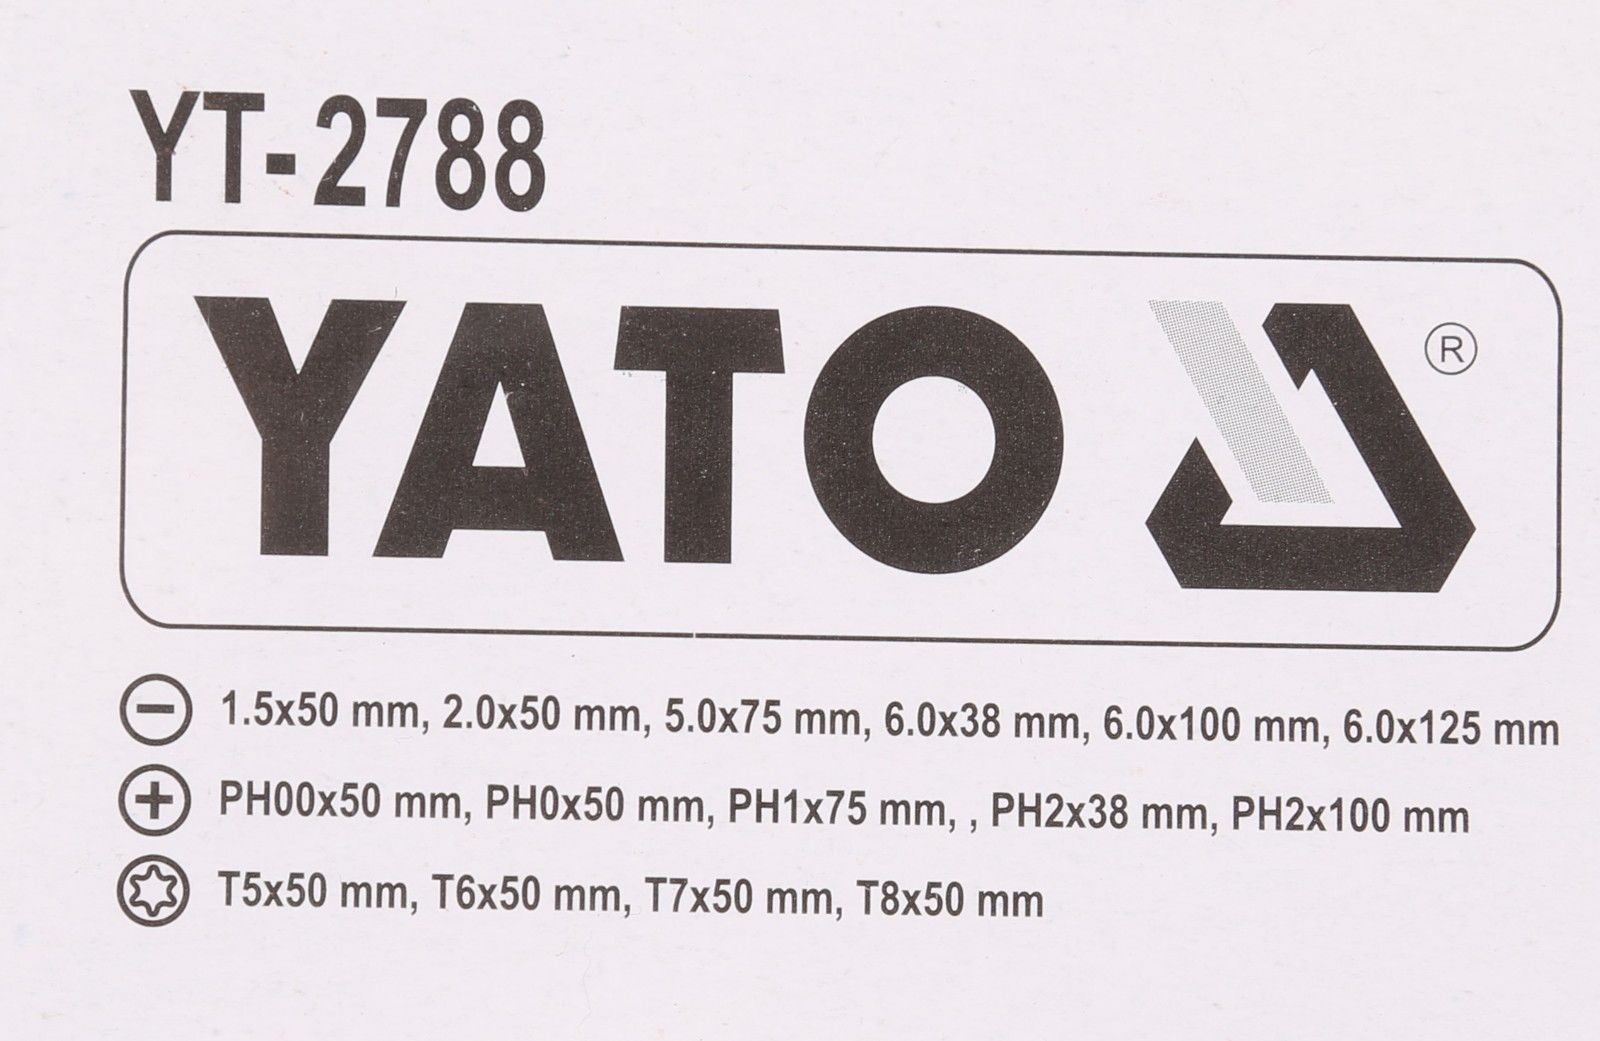 YT-2788
YATO ®
1.5x50 mm, 2.0x50 mm, 5.0x75 mm, 6.0x38 mm, 6.0x100 mm, 6.0x125 mm
PH00x50 mm, PH0x50 mm, PH1x75 mm, , PH2x38 mm, PH2x100 mm
T5x50 mm, T6x50 mm, T7x50 mm, T8x50 mm